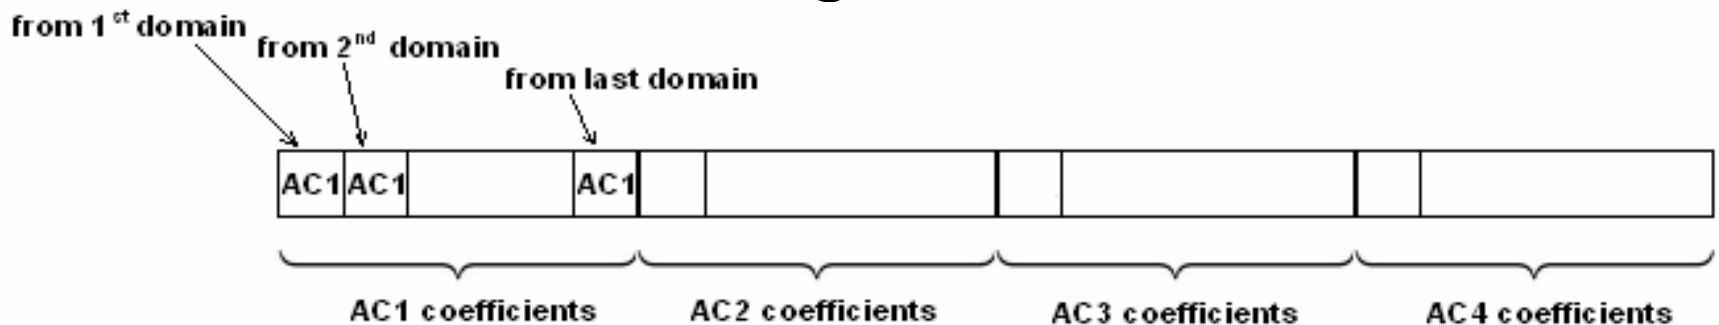 from 1st domain
from 2nd domain
from last domain
AC1 AC1 AC1
AC1 coefficients AC2 coefficients AC3 coefficients AC4 coefficients